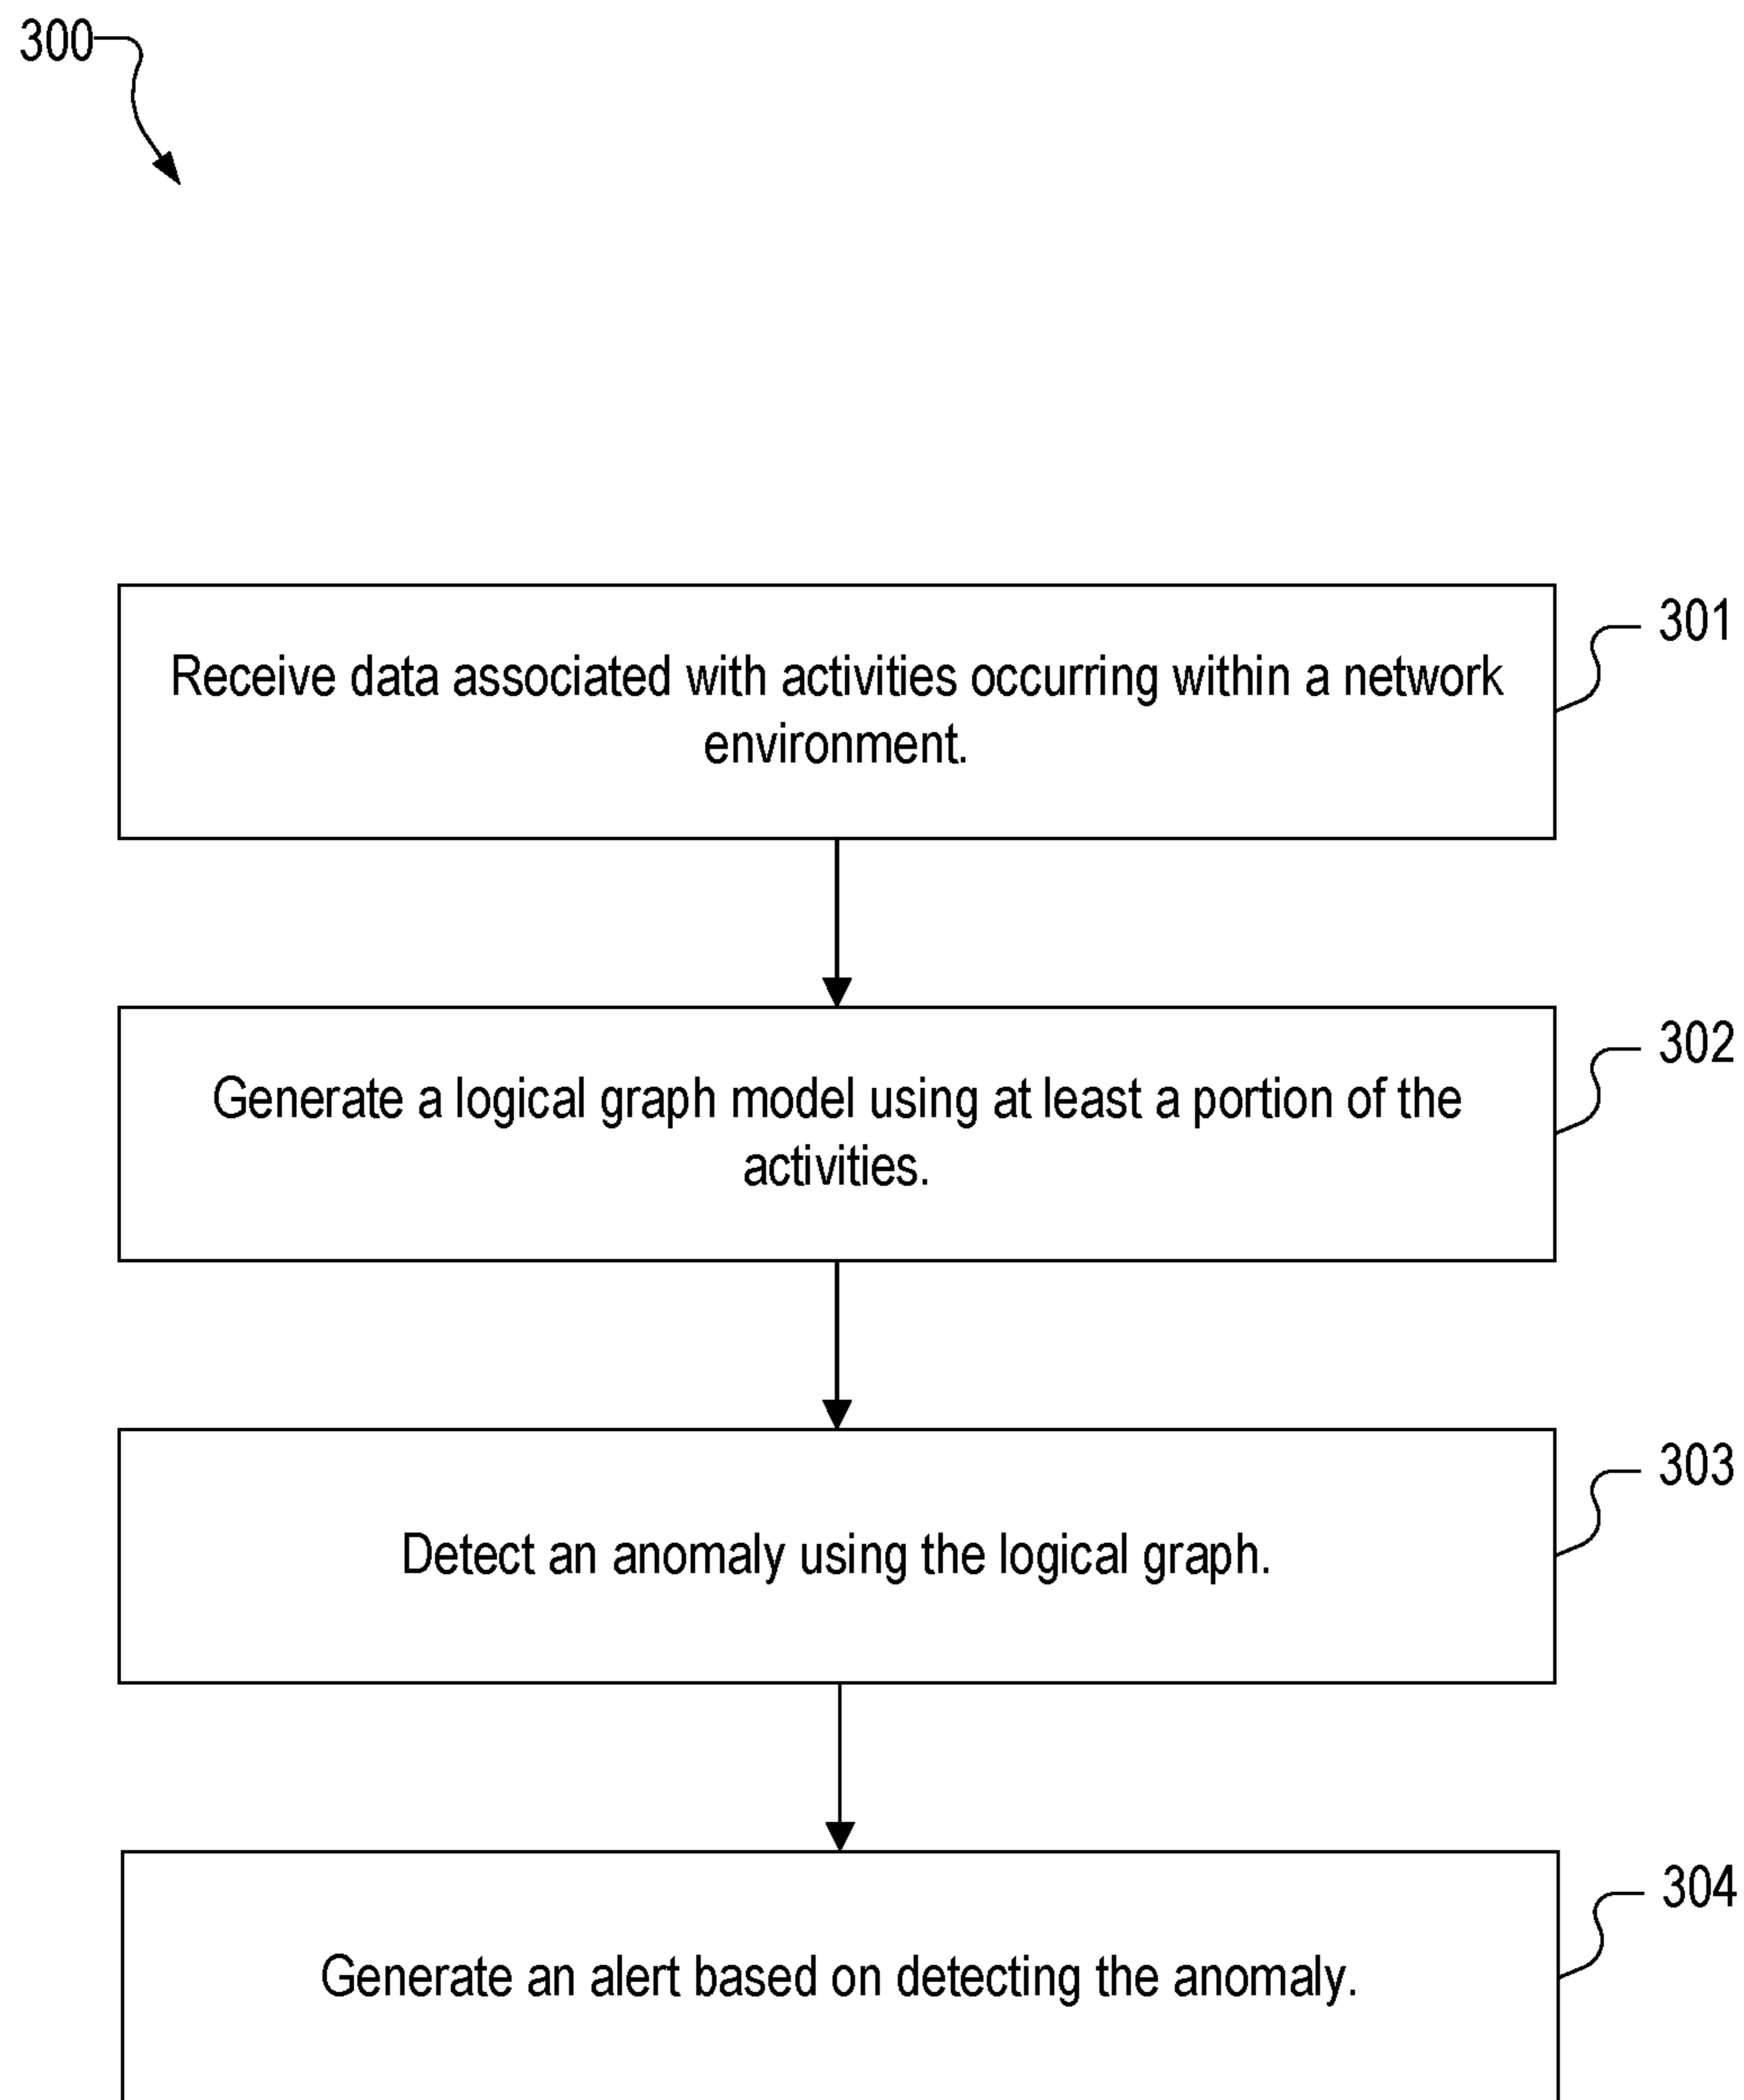 300
301
Receive data associated with activities occurring within a network
environment.
302
Generate a logical graph model using at least a portion of the
activities.
303
Detect an anomaly using the logical graph.
304
Generate an alert based on detecting the anomaly.